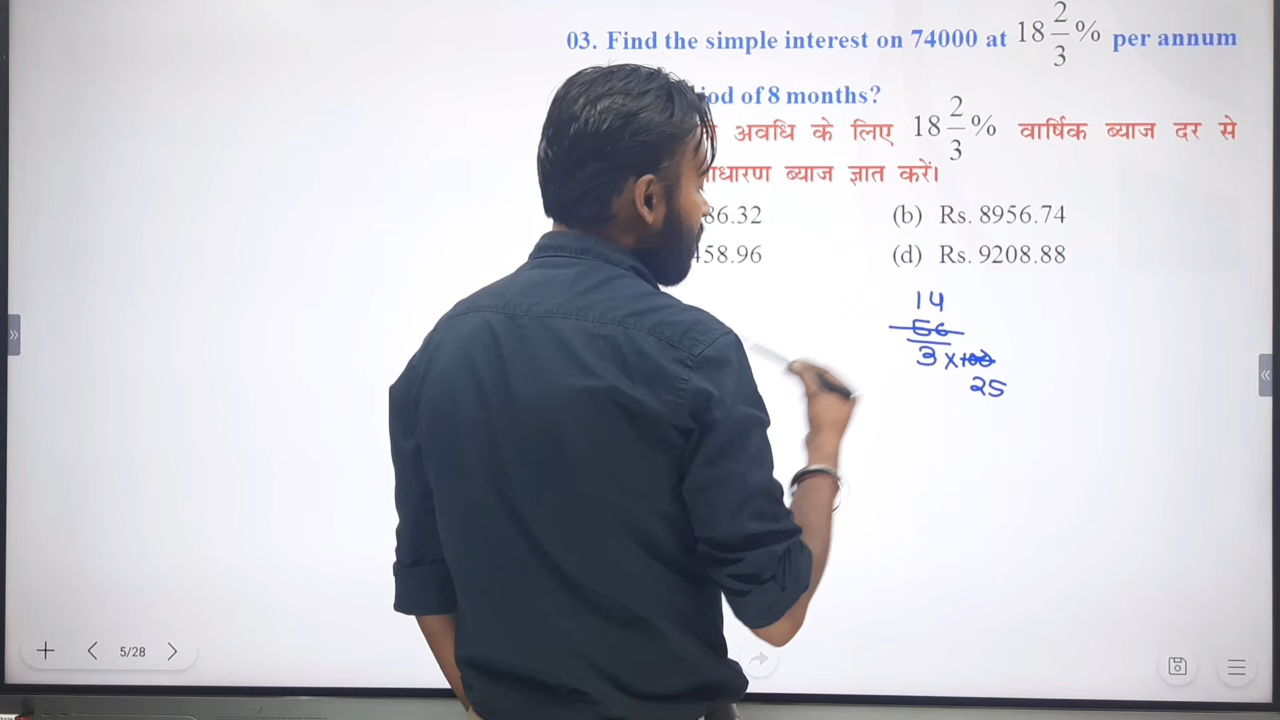 03. Find the simple interest on 74000 at 18 2/3 % per annum
of 8 months?
अवधि के लिए 18 2/3 % वार्षिक ब्याज दर से
ब्याज ज्ञात करें।
86.32 (b) Rs. 8956.74
458.96 (d) Rs. 9208.88
14
56
3 × 100
25
5/28